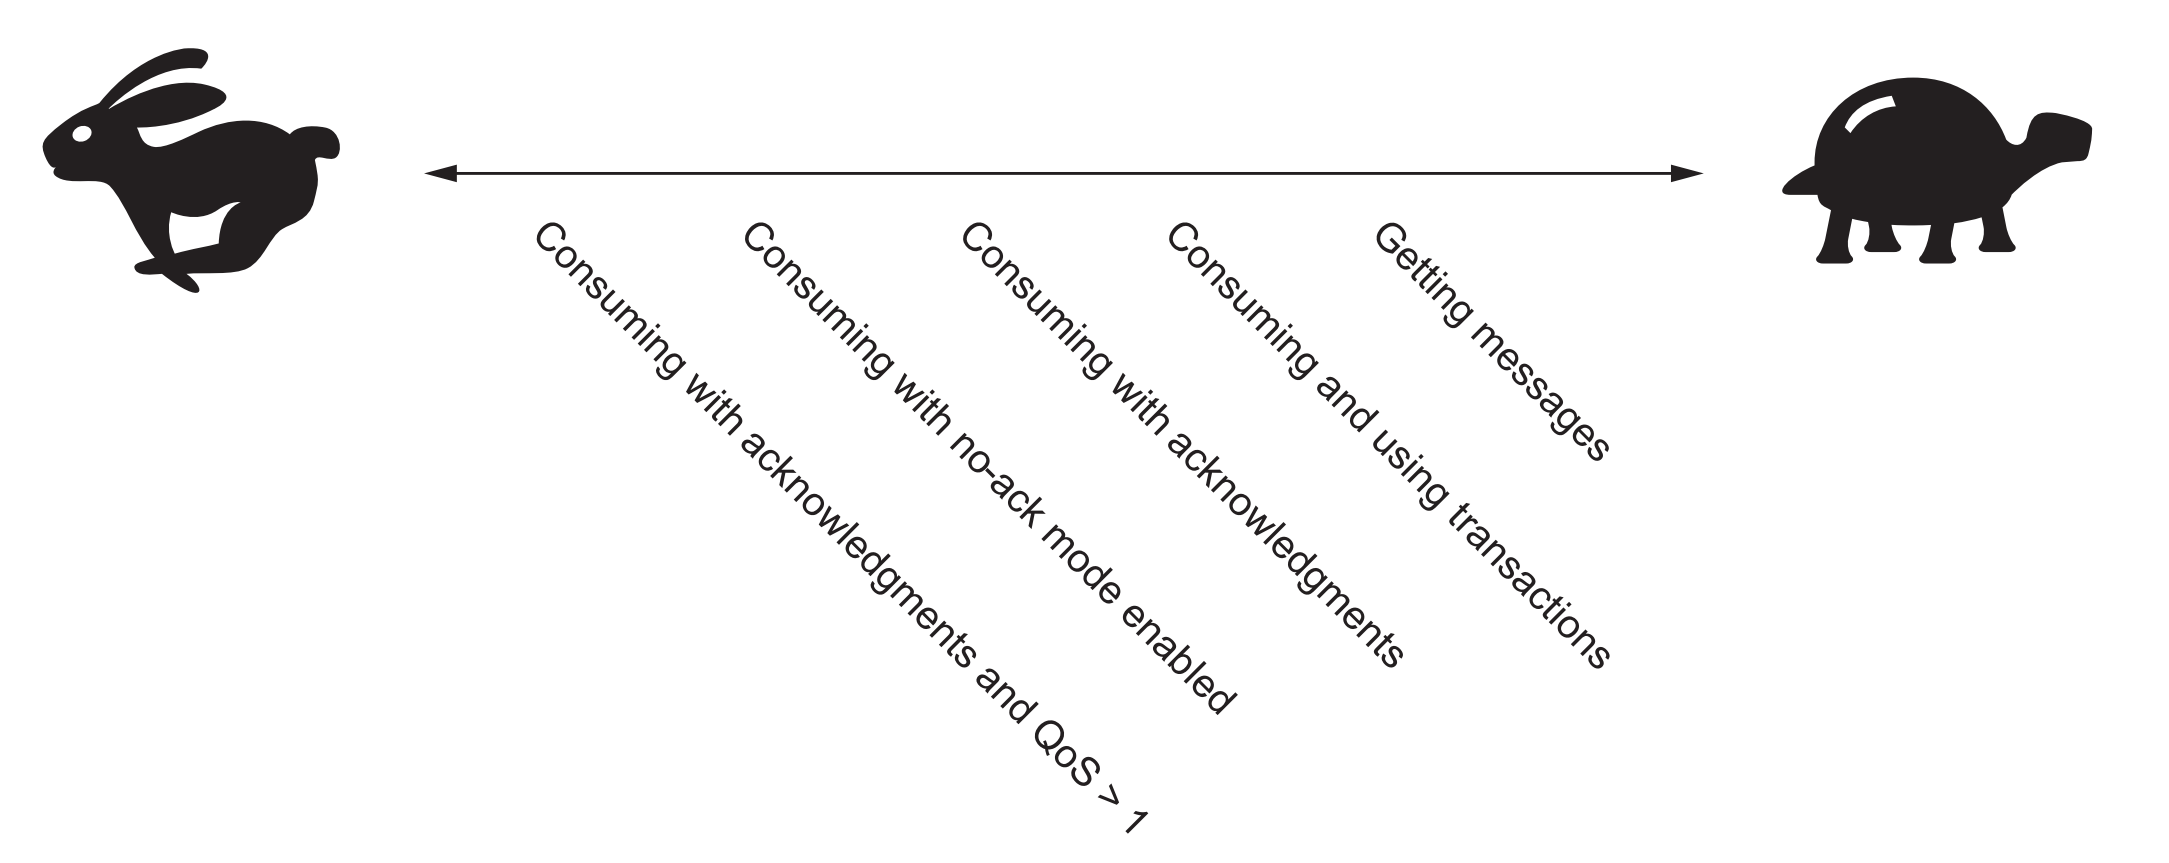 Consuming with acknowledgments and QoS > 1
Consuming with no-ack mode enabled
Consuming with acknowledgments
Consuming and using transactions
Getting messages